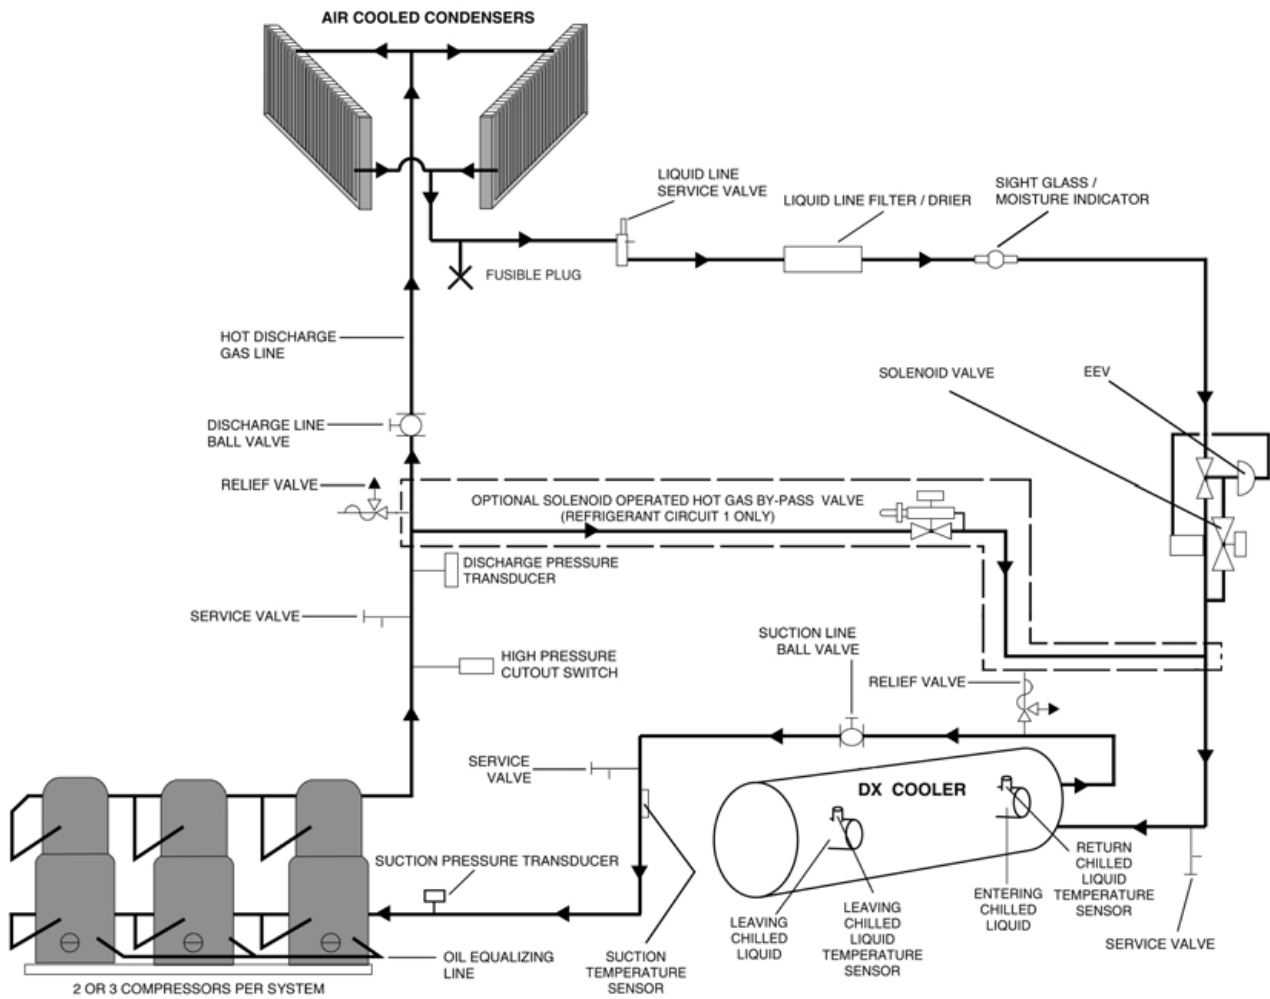 AIR COOLED CONDENSERS
LIQUID LINE
SERVICE VALVE
LIQUID LINE FILTER / DRIER
SIGHT GLASS /
MOISTURE INDICATOR
FUSIBLE PLUG
HOT DISCHARGE
GAS LINE
SOLENOID VALVE
EEV
DISCHARGE LINE
BALL VALVE
RELIEF VALVE
OPTIONAL SOLENOID OPERATED HOT GAS BY-PASS VALVE
(REFRIGERANT CIRCUIT 1 ONLY)
DISCHARGE PRESSURE
TRANSDUCER
SERVICE VALVE
HIGH PRESSURE
CUTOUT SWITCH
SUCTION LINE
BALL VALVE
RELIEF VALVE
SERVICE
VALVE
DX COOLER
SUCTION PRESSURE TRANSDUCER
RETURN
CHILLED
LIQUID
TEMPERATURE
SENSOR
ENTERING
CHILLED
LIQUID
LEAVING
CHILLED
LIQUID
TEMPERATURE
SENSOR
LEAVING
CHILLED
LIQUID
SERVICE VALVE
OIL EQUALIZING
LINE
SUCTION
TEMPERATURE
SENSOR
2 OR 3 COMPRESSORS PER SYSTEM